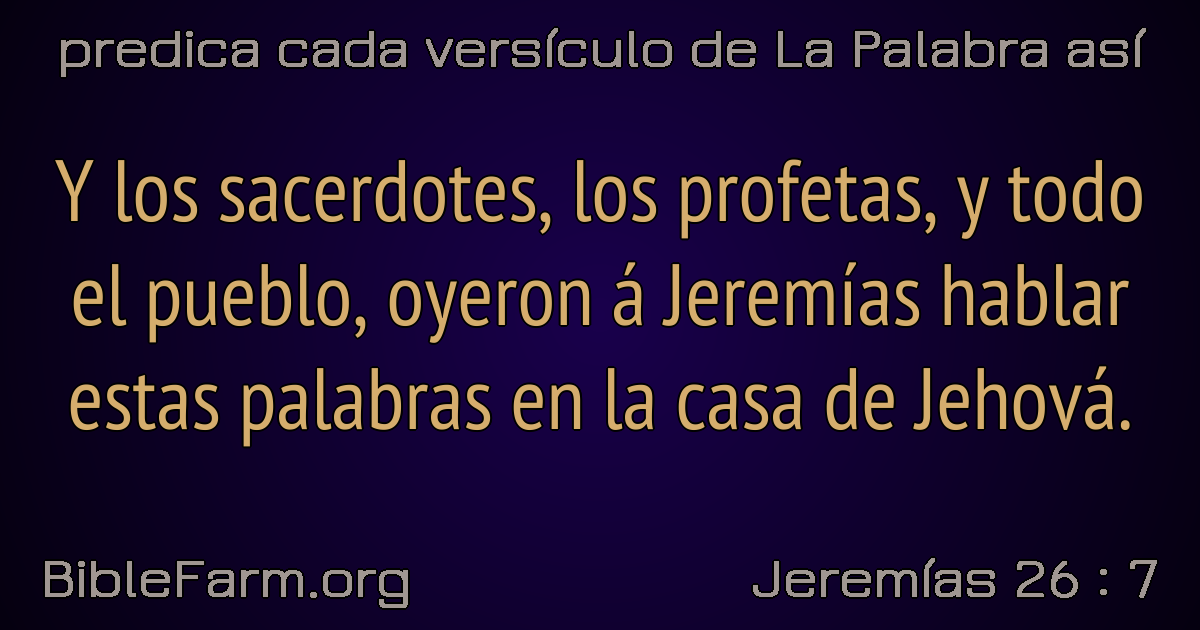 predica cada versículo de La Palabra así
Y los sacerdotes, los profetas, y todo
el pueblo, oyeron á Jeremías hablar
estas palabras en la casa de Jehová.
BibleFarm.org
Jeremías 26 : 7